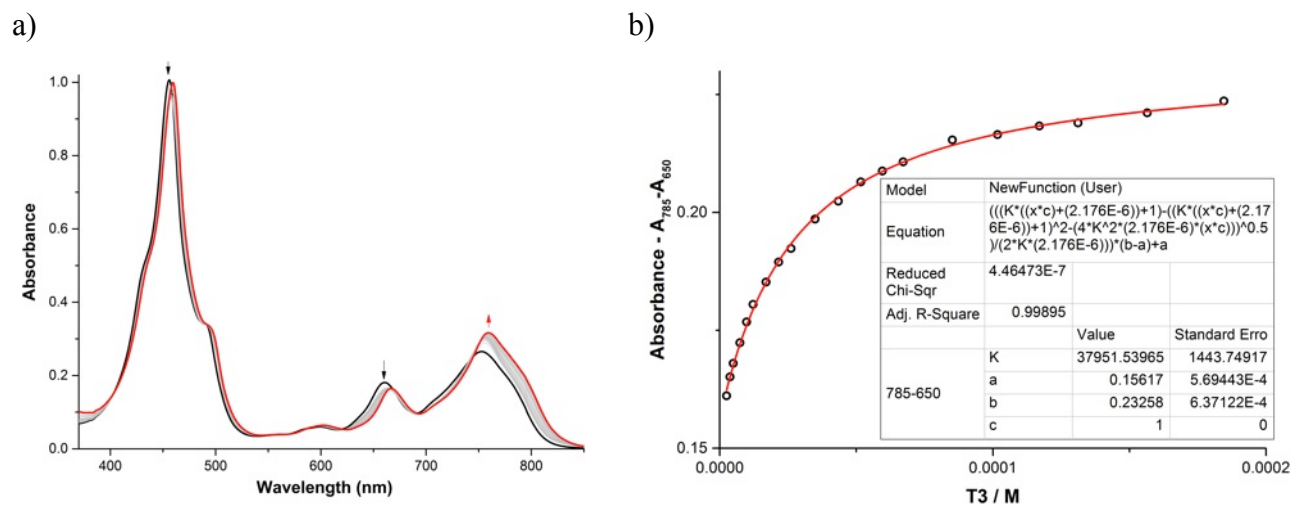 a)
1.0
0.8
0.6
0.4
0.2
0.0
Absorbance
400
500
600
700
800
Wavelength (nm)
b)
0.20
0.15
Absorbance - A785-A650
0.0000
0.0001
0.0002
T3 / M
Model NewFunction (User)
Equation (((K*((x*c)+(2.176E-6))+1)-((K*((x*c)+(2.17
6E-6))+1)^2-(4*K^2*(2.176E-6)*(x*c)))^0.5
)/(2*K*(2.176E-6)))*(b-a)+a
Reduced
Chi-Sqr
4.46473E-7
Adj. R-Square 0.99895
Value Standard Erro
785-650
K 37951.53965 1443.74917
a 0.15617 5.69443E-4
b 0.23258 6.37122E-4
c 1 0